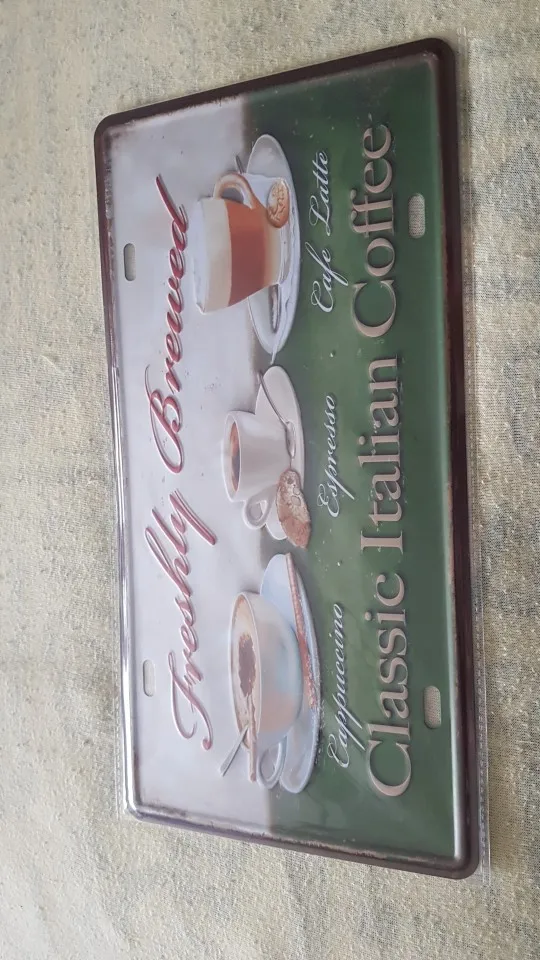 Freshly Brewed
Cappuccino Espresso Cafe Latte
Classic Italian Coffee